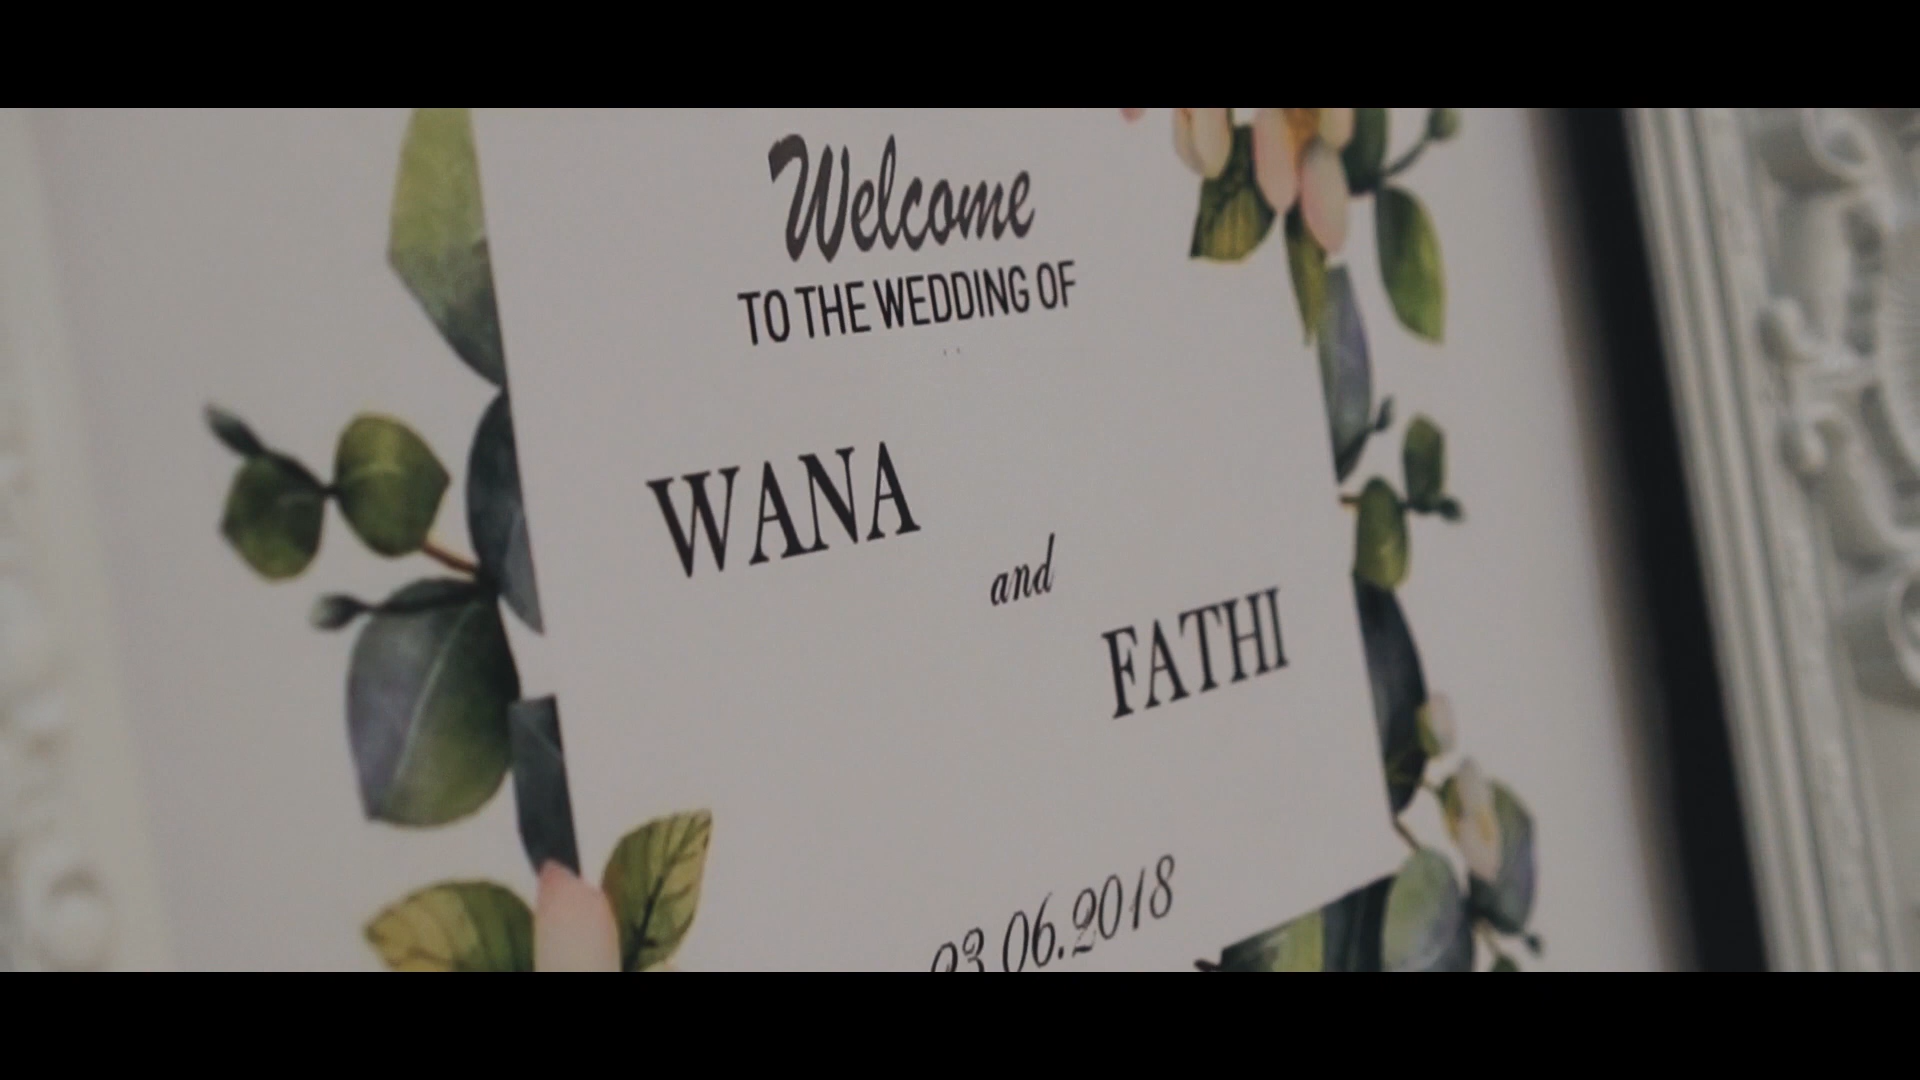 Welcome
TO THE WEDDING OF
WANA
and
FATHI
03.06.2018